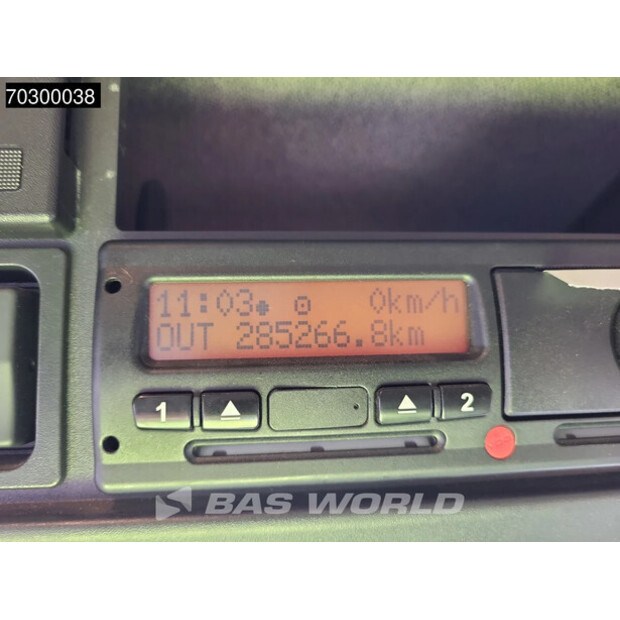 70300038
11:03 0km/h
OUT 285266.8km
1 2
BAS WORLD